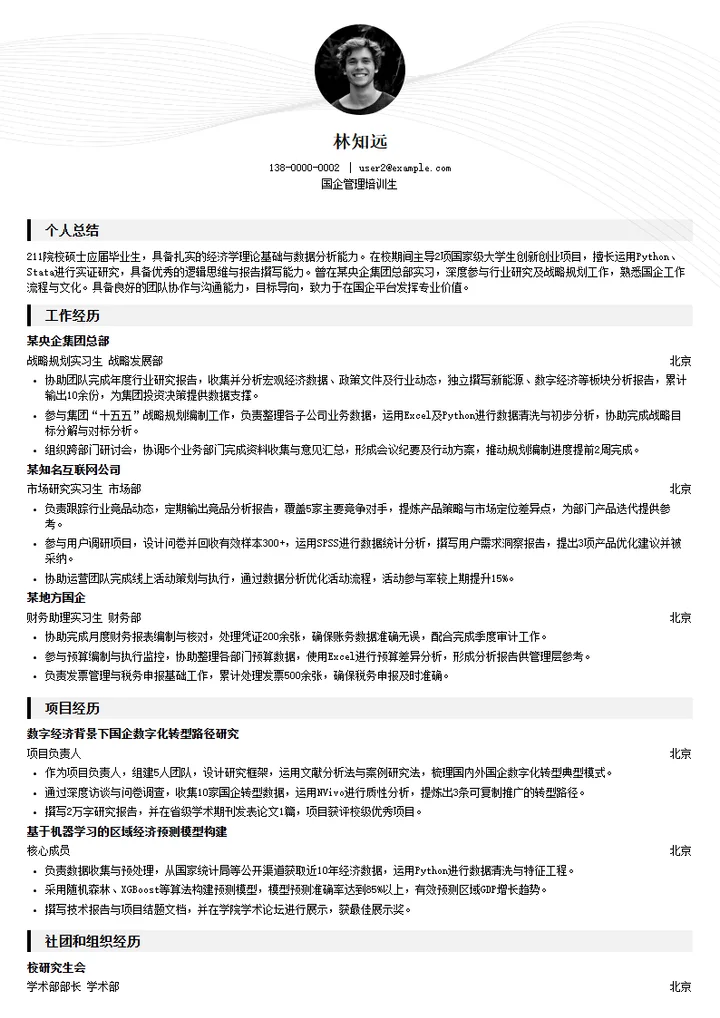 林知远
138-0000-0002 | user2@example.com
国企管理培训生
个人总结
211院校硕士应届毕业生，具备扎实的经济学理论基础与数据分析能力。在校期间主导2项国家级大学生创新创业项目，擅长运用Python、
Stata进行实证研究，具备优秀的逻辑思维与报告撰写能力。曾在某央企集团总部实习，深度参与行业研究及战略规划工作，熟悉国企工作
流程与文化。具备良好的团队协作与沟通能力，目标导向，致力于在国企平台发挥专业价值。
工作经历
某央企集团总部
战略规划实习生 战略发展部 北京
• 协助团队完成年度行业研究报告，收集并分析宏观经济数据、政策文件及行业动态，独立撰写新能源、数字经济等板块分析报告，累计
输出10余份，为集团投资决策提供数据支撑。
• 参与集团“十五五”战略规划编制工作，负责整理各子公司业务数据，运用Excel及Python进行数据清洗与初步分析，协助完成战略目
标分解与对标分析。
• 组织跨部门研讨会，协调5个业务部门完成资料收集与意见汇总，形成会议纪要及行动方案，推动规划编制进度提前2周完成。
某知名互联网公司
市场研究实习生 市场部 北京
• 负责跟踪行业竞品动态，定期输出竞品分析报告，覆盖5家主要竞争对手，提炼产品策略与市场定位差异点，为部门产品迭代提供参
考。
• 参与用户调研项目，设计问卷并回收有效样本300+，运用SPSS进行数据统计分析，撰写用户需求洞察报告，提出3项产品优化建议并被
采纳。
• 协助运营团队完成线上活动策划与执行，通过数据分析优化活动流程，活动参与率较上期提升15%。
某地方国企
财务助理实习生 财务部 北京
• 协助完成月度财务报表编制与核对，处理凭证200余张，确保账务数据准确无误，配合完成季度审计工作。
• 参与预算编制与执行监控，协助整理各部门预算数据，使用Excel进行预算差异分析，形成分析报告供管理层参考。
• 负责发票管理与税务申报基础工作，累计处理发票500余张，确保税务申报及时准确。
项目经历
数字经济背景下国企数字化转型路径研究
项目负责人 北京
• 作为项目负责人，组建5人团队，设计研究框架，运用文献分析法与案例研究法，梳理国内外国企数字化转型典型模式。
• 通过深度访谈与问卷调查，收集10家国企转型数据，运用NVivo进行质性分析，提炼出3条可复制推广的转型路径。
• 撰写2万字研究报告，并在省级学术期刊发表论文1篇，项目获评校级优秀项目。
基于机器学习的区域经济预测模型构建
核心成员 北京
• 负责数据收集与预处理，从国家统计局等公开渠道获取近10年经济数据，运用Python进行数据清洗与特征工程。
• 采用随机森林、XGBoost等算法构建预测模型，模型预测准确率达到85%以上，有效预测区域GDP增长趋势。
• 撰写技术报告与项目结题文档，并在学院学术论坛进行展示，获最佳展示奖。
社团和组织经历
校研究生会
学术部部长 学术部 北京